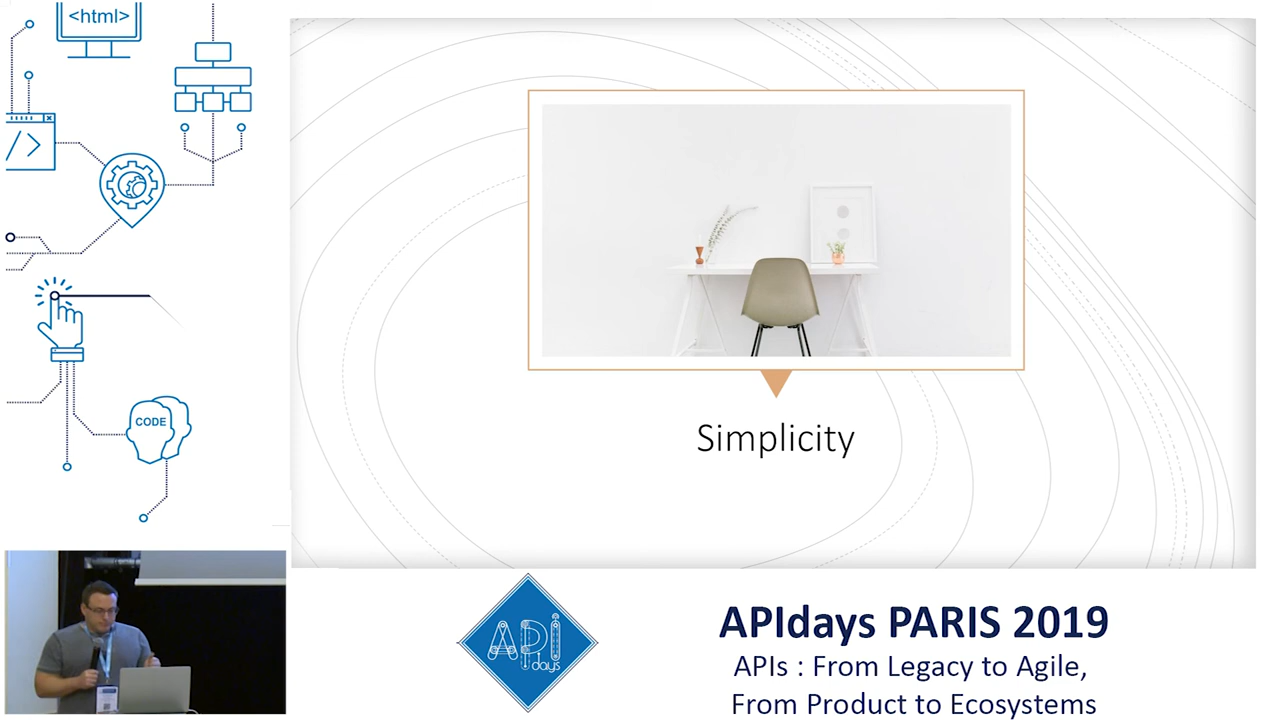 <html>
</>
CODE
Simplicity
API
days
APIdays PARIS 2019
APIs : From Legacy to Agile,
From Product to Ecosystems